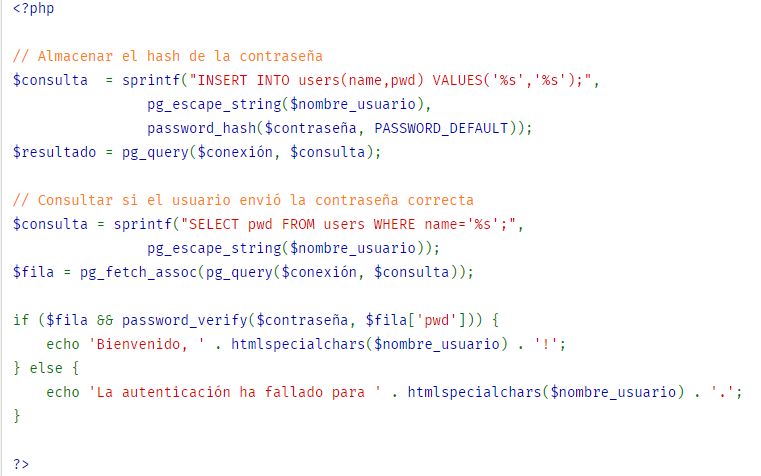 <?php
// Almacenar el hash de la contraseña
$consulta  = sprintf("INSERT INTO users(name,pwd) VALUES('%s','%s');",
                pg_escape_string($nombre_usuario),
                password_hash($contraseña, PASSWORD_DEFAULT));
$resultado = pg_query($conexión, $consulta);
// Consultar si el usuario envió la contraseña correcta
$consulta = sprintf("SELECT pwd FROM users WHERE name='%s';",
                pg_escape_string($nombre_usuario));
$fila = pg_fetch_assoc(pg_query($conexión, $consulta));
if ($fila && password_verify($contraseña, $fila['pwd'])) {
    echo 'Bienvenido, ' . htmlspecialchars($nombre_usuario) . '!';
} else {
    echo 'La autenticación ha fallado para ' . htmlspecialchars($nombre_usuario) . '.';
}
?>